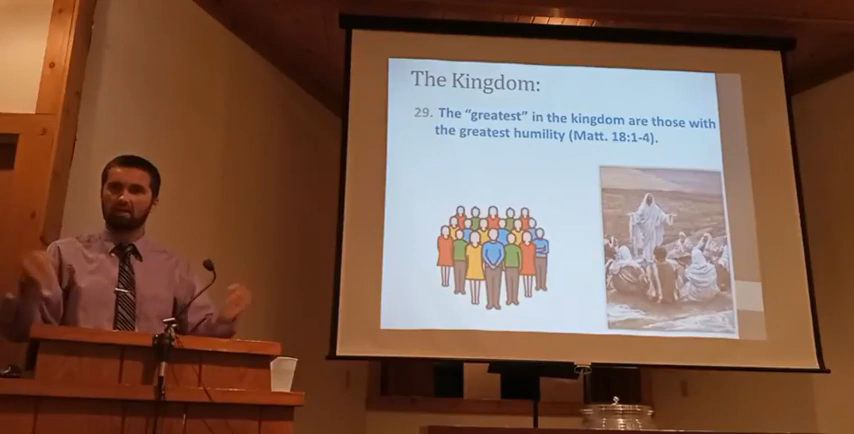 The Kingdom:
29. The “greatest” in the kingdom are those with
the greatest humility (Matt. 18:1-4).